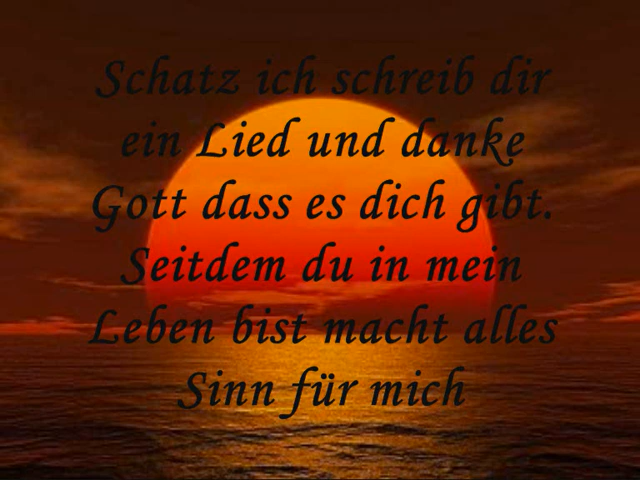 Schatz ich schreib dir
ein Lied und danke
Gott dass es dich gibt.
Seitdem du in mein
Leben bist macht alles
Sinn für mich